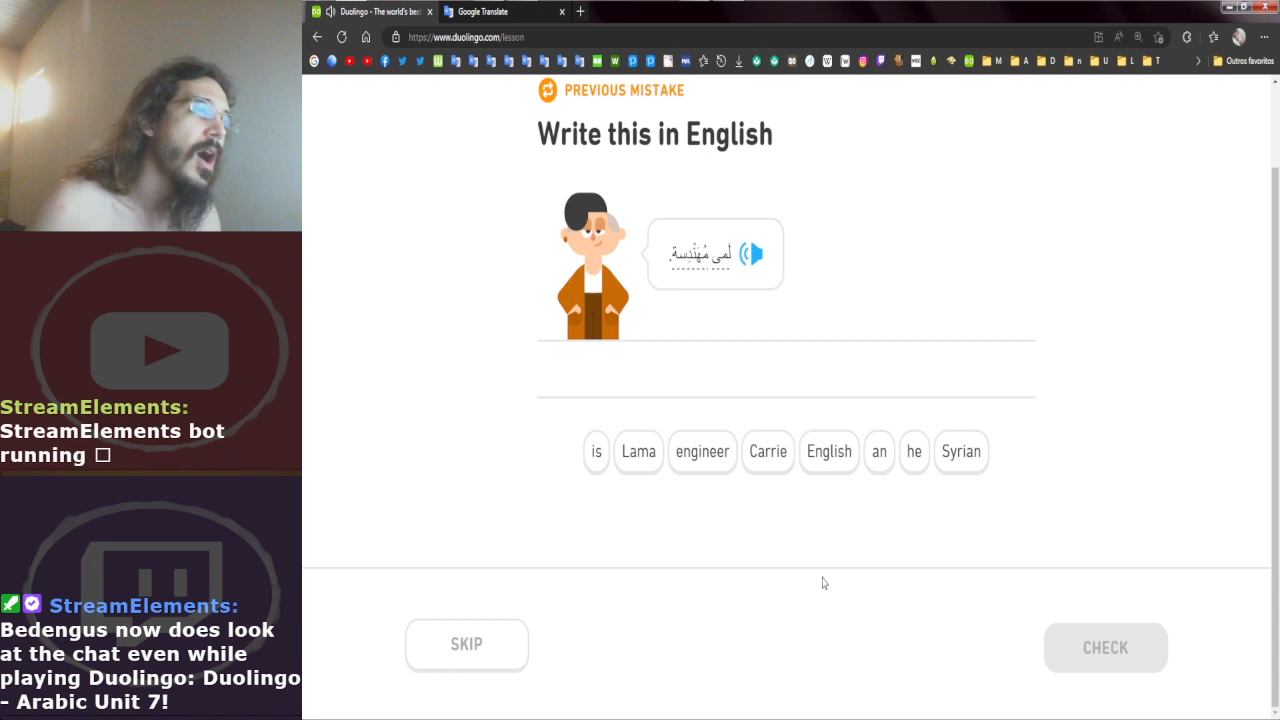 Duolingo - The world's best
Google Translate
https://www.duolingo.com/lesson
M
A
D
n
U
L
T
Outros favoritos
PREVIOUS MISTAKE
Write this in English
لَمى مُهَنْدِسة.
is
Lama
engineer
Carrie
English
an
he
Syrian
SKIP
CHECK
StreamElements:
StreamElements bot
running □
StreamElements:
Bedengus now does look
at the chat even while
playing Duolingo: Duolingo
- Arabic Unit 7!